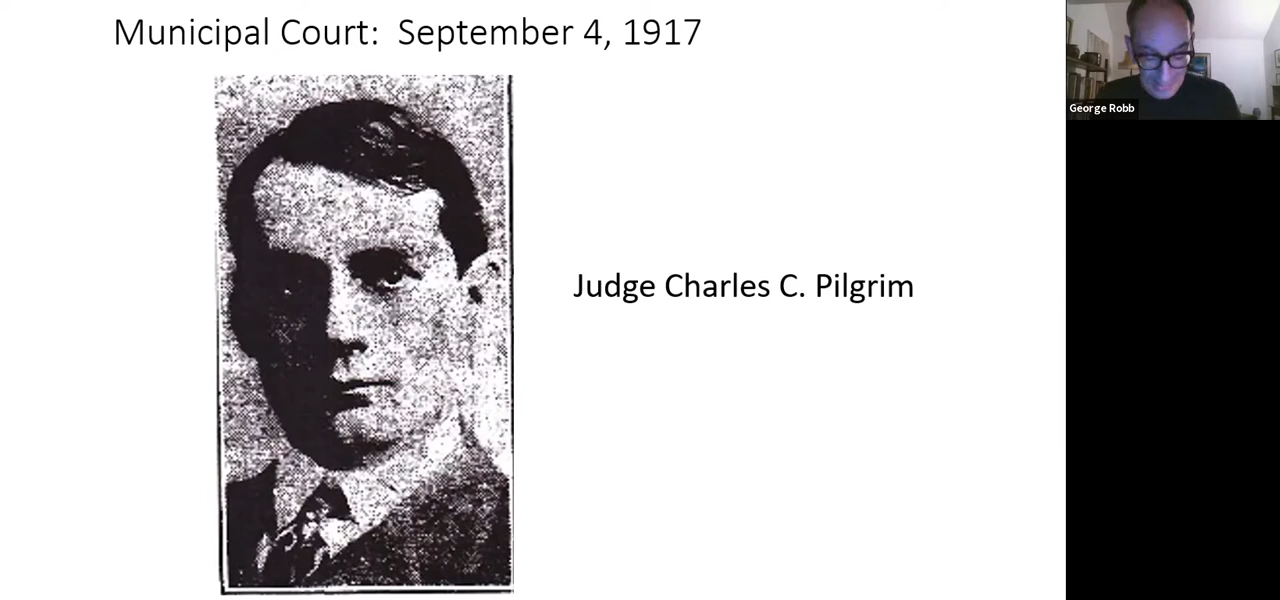 Municipal Court:  September 4, 1917
George Robb
Judge Charles C. Pilgrim